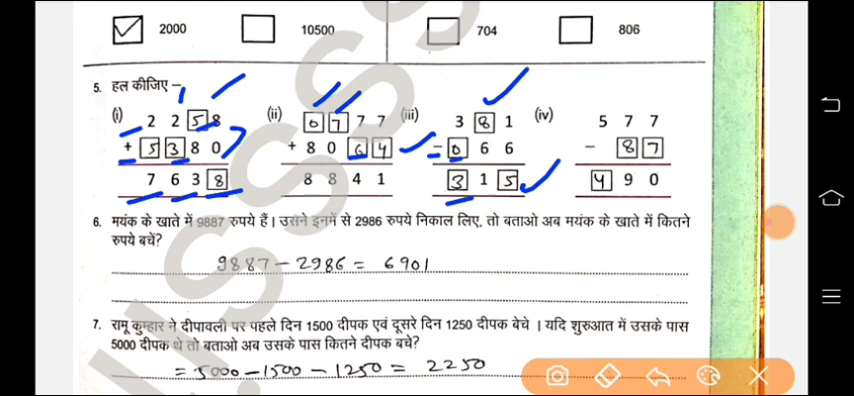 2000 10500 704 806
5. हल कीजिए –
(i) 2 2 5 8 (ii) 0 7 7 7 (iii) 3 8 1 (iv) 5 7 7
+ 5 3 8 0 + 8 0 6 4 - 0 6 6 - 8 7
7 6 3 8 8 8 4 1 3 1 5 4 9 0
6. मयंक के खाते में 9887 रुपये हैं। उसने इनमें से 2986 रुपये निकाल लिए, तो बताओ अब मयंक के खाते में कितने
रुपये बचें?
9887 - 2986 = 6901
7. रामू कुम्हार ने दीपावली पर पहले दिन 1500 दीपक एवं दूसरे दिन 1250 दीपक बेचे । यदि शुरुआत में उसके पास
5000 दीपक थे तो बताओ अब उसके पास कितने दीपक बचे?
= 5000 - 1500 - 1250 = 2250